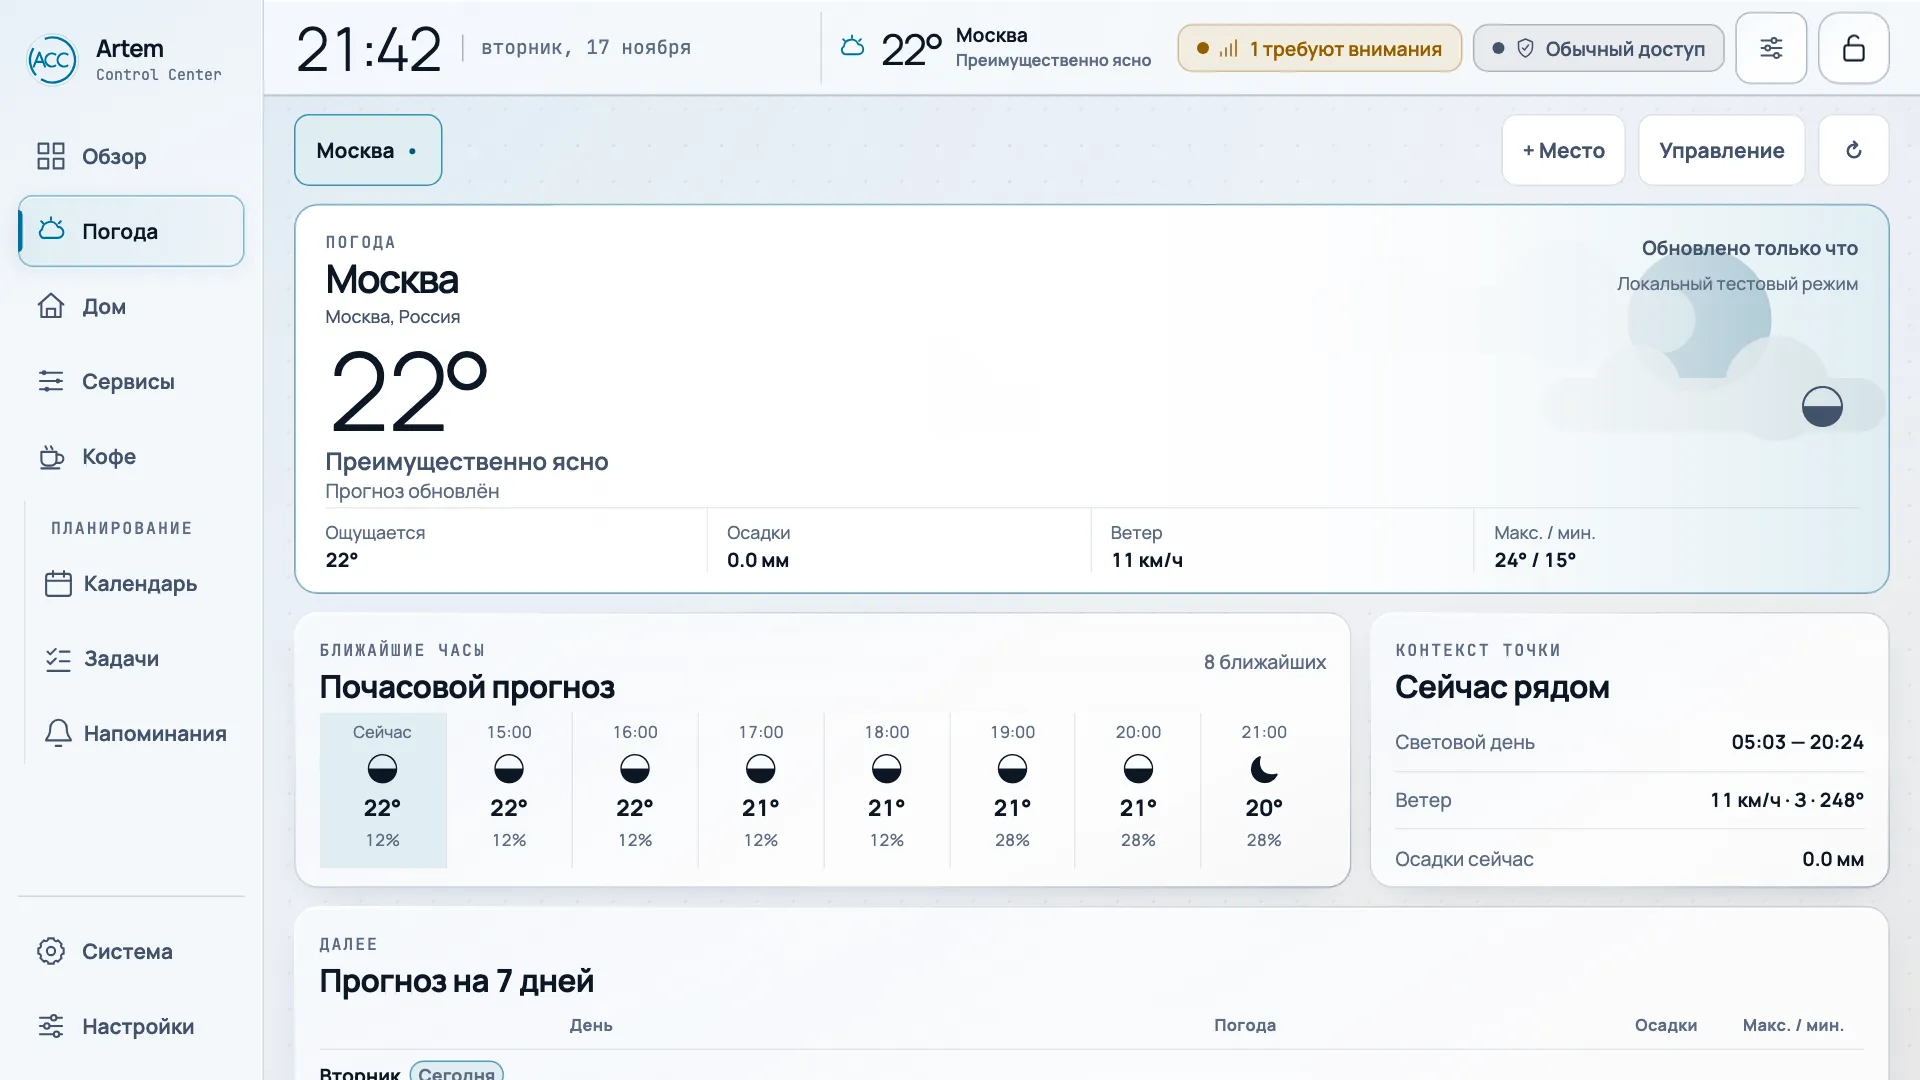 ACC
Artem
Control Center
21:42
вторник, 17 ноября
22°
Москва
Преимущественно ясно
1 требуют внимания
Обычный доступ
Обзор
Погода
Дом
Сервисы
Кофе
ПЛАНИРОВАНИЕ
Календарь
Задачи
Напоминания
Система
Настройки
Москва •
+ Место
Управление
ПОГОДА
Москва
Москва, Россия
22°
Преимущественно ясно
Прогноз обновлён
Обновлено только что
Локальный тестовый режим
Ощущается
22°
Осадки
0.0 мм
Ветер
11 км/ч
Макс. / мин.
24° / 15°
БЛИЖАЙШИЕ ЧАСЫ
Почасовой прогноз
8 ближайших
Сейчас 15:00 16:00 17:00 18:00 19:00 20:00 21:00
22° 22° 22° 21° 21° 21° 21° 20°
12% 12% 12% 12% 12% 28% 28% 28%
КОНТЕКСТ ТОЧКИ
Сейчас рядом
Световой день 05:03 — 20:24
Ветер 11 км/ч · З · 248°
Осадки сейчас 0.0 мм
ДАЛЕЕ
Прогноз на 7 дней
День Погода Осадки Макс. / мин.
Вторник Сегодня